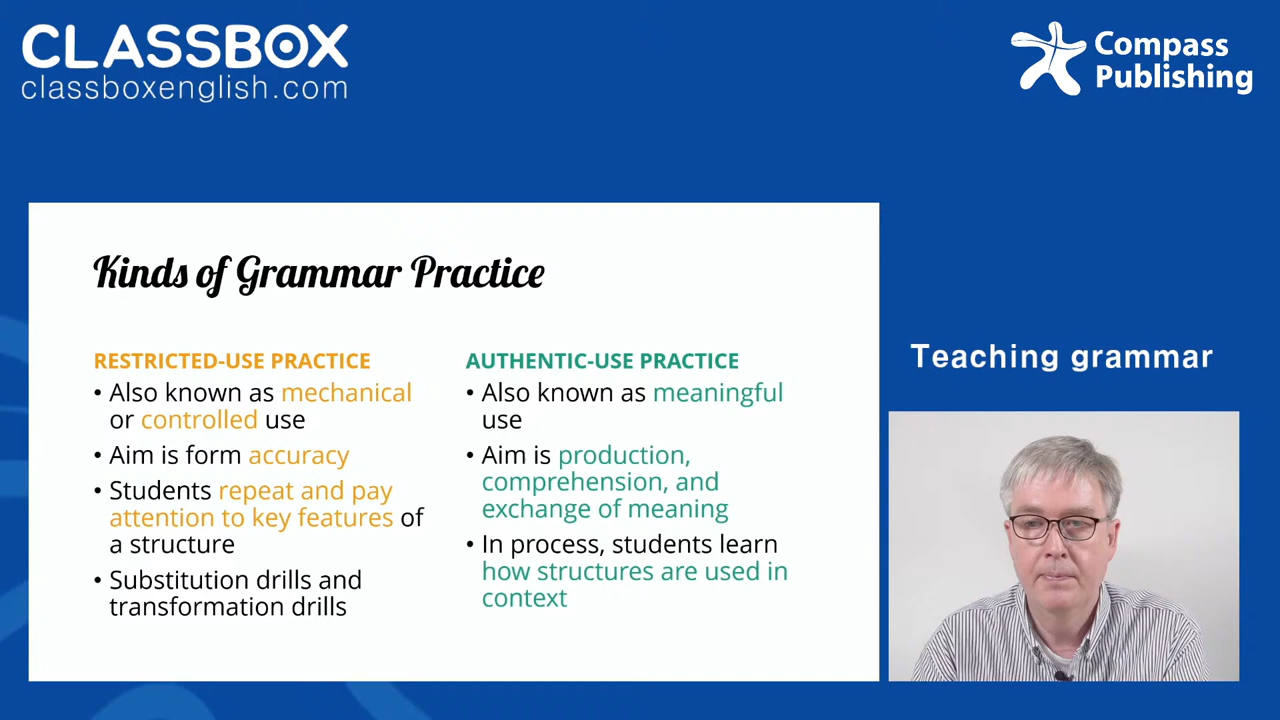 CLASSBOX
classboxenglish.com
Compass
Publishing
Kinds of Grammar Practice
RESTRICTED-USE PRACTICE
• Also known as mechanical
or controlled use
• Aim is form accuracy
• Students repeat and pay
attention to key features of
a structure
• Substitution drills and
transformation drills
AUTHENTIC-USE PRACTICE
• Also known as meaningful
use
• Aim is production,
comprehension, and
exchange of meaning
• In process, students learn
how structures are used in
context
Teaching grammar